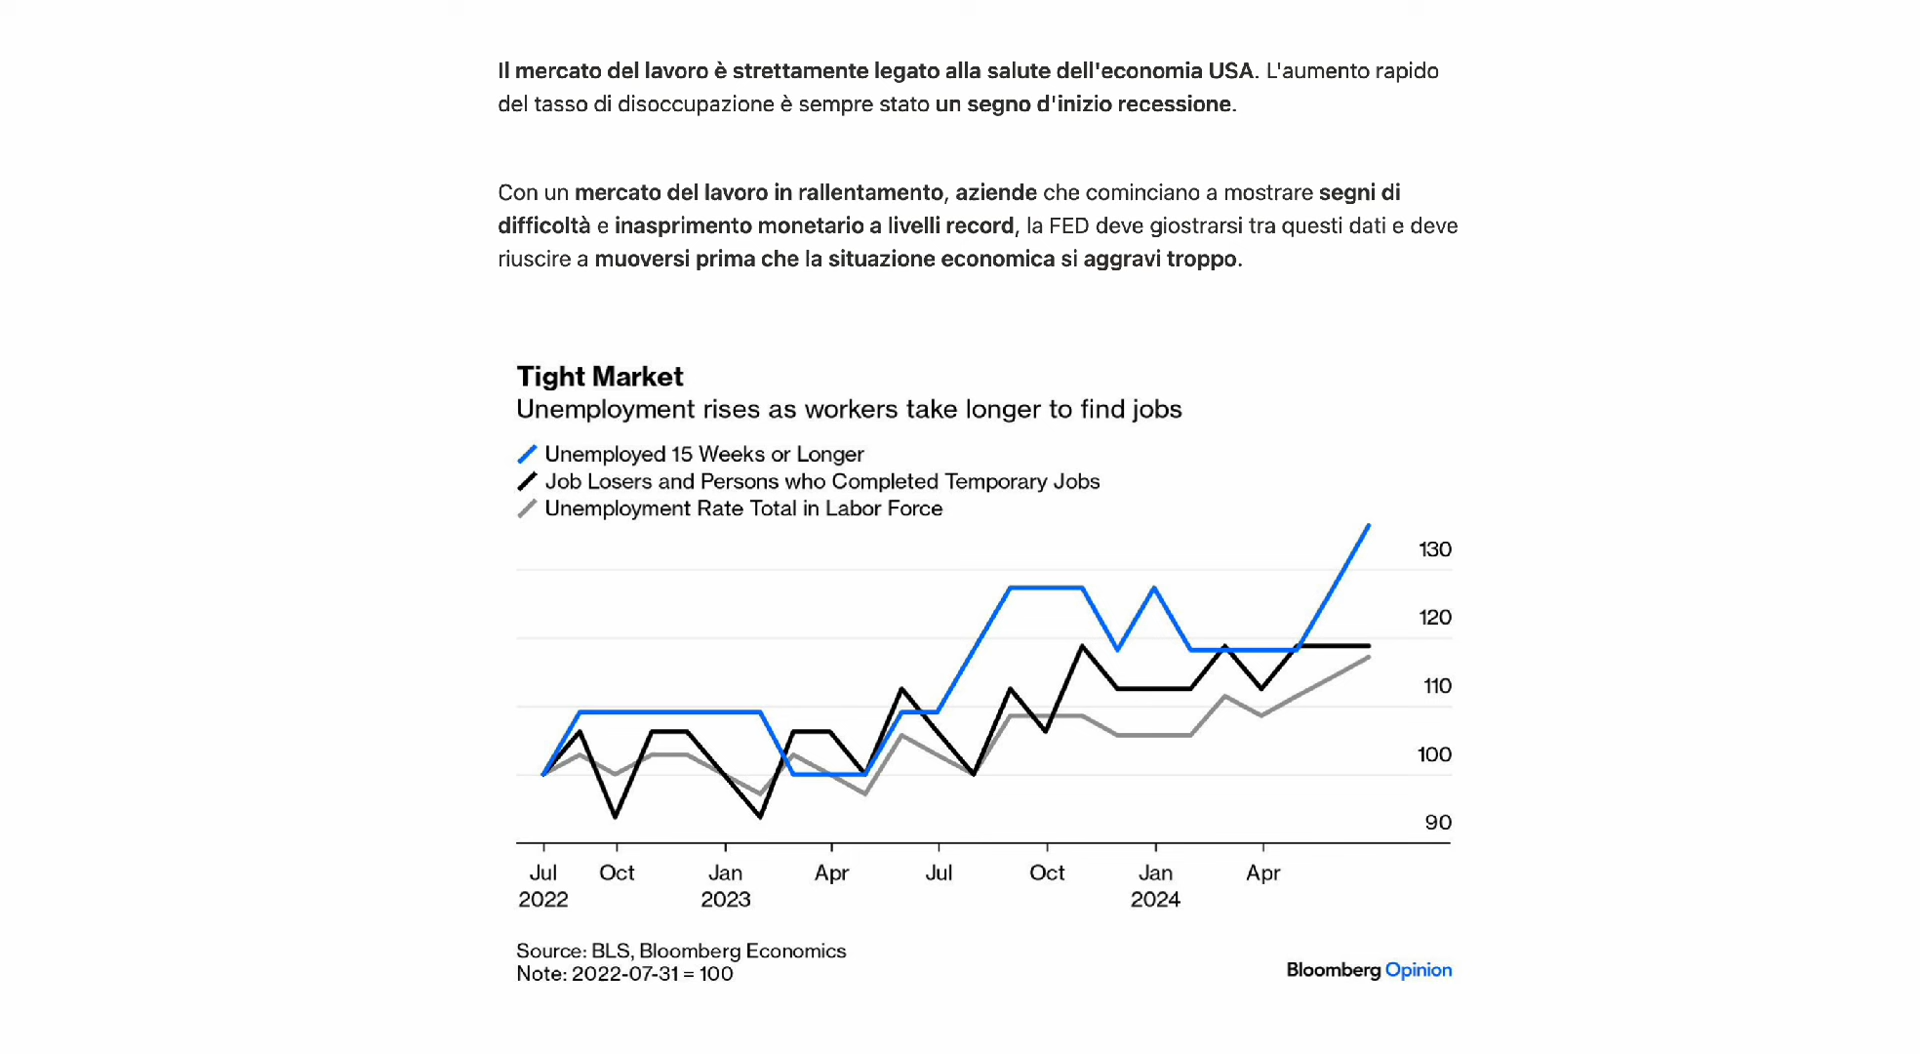 Il mercato del lavoro è strettamente legato alla salute dell'economia USA. L'aumento rapido
del tasso di disoccupazione è sempre stato un segno d'inizio recessione.
Con un mercato del lavoro in rallentamento, aziende che cominciano a mostrare segni di
difficoltà e inasprimento monetario a livelli record, la FED deve giostrarsi tra questi dati e deve
riuscire a muoversi prima che la situazione economica si aggravi troppo.
Tight Market
Unemployment rises as workers take longer to find jobs
Unemployed 15 Weeks or Longer
Job Losers and Persons who Completed Temporary Jobs
Unemployment Rate Total in Labor Force
130
120
110
100
90
Jul Oct Jan Apr Jul Oct Jan Apr
2022 2023 2024
Source: BLS, Bloomberg Economics
Note: 2022-07-31 = 100
Bloomberg Opinion